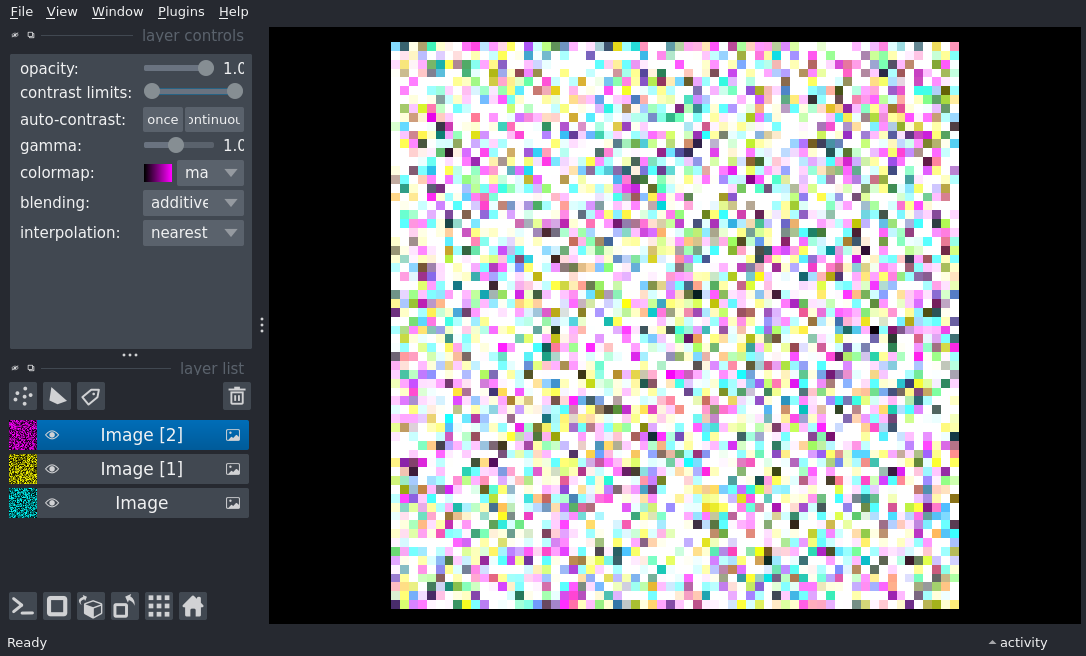 File View Window Plugins Help
layer controls
opacity: 1.0
contrast limits:
auto-contrast: once ontinuou
gamma: 1.0
colormap: ma
blending: additive
interpolation: nearest
layer list
Image [2]
Image [1]
Image
Ready activity